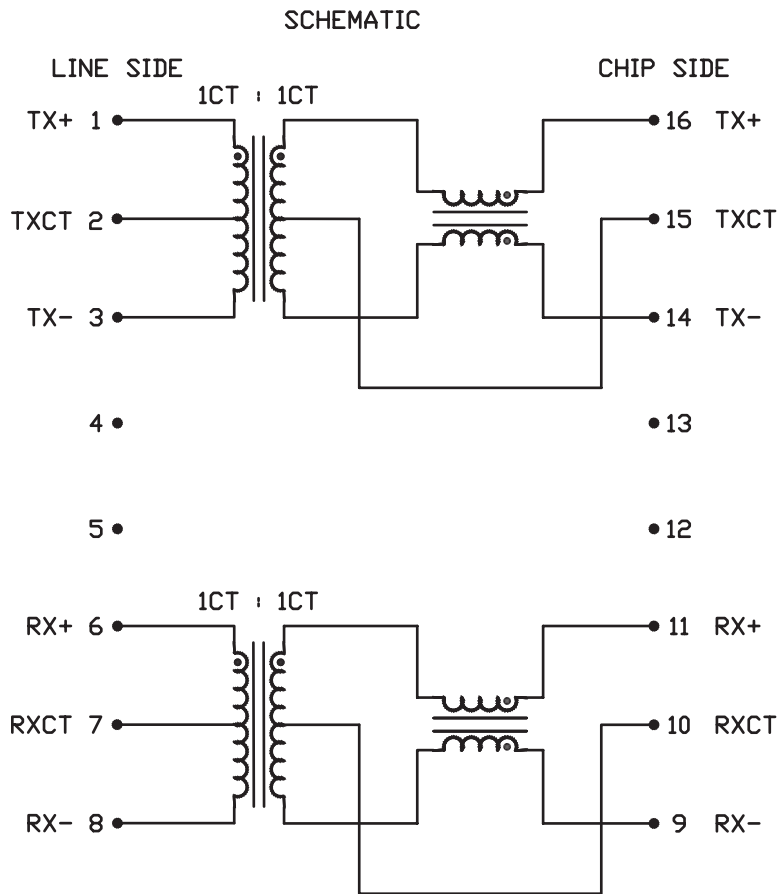 SCHEMATIC
LINE SIDE
CHIP SIDE
1CT : 1CT
TX+ 1
16 TX+
TXCT 2
15 TXCT
TX- 3
14 TX-
4
13
5
12
1CT : 1CT
RX+ 6
11 RX+
RXCT 7
10 RXCT
RX- 8
9 RX-